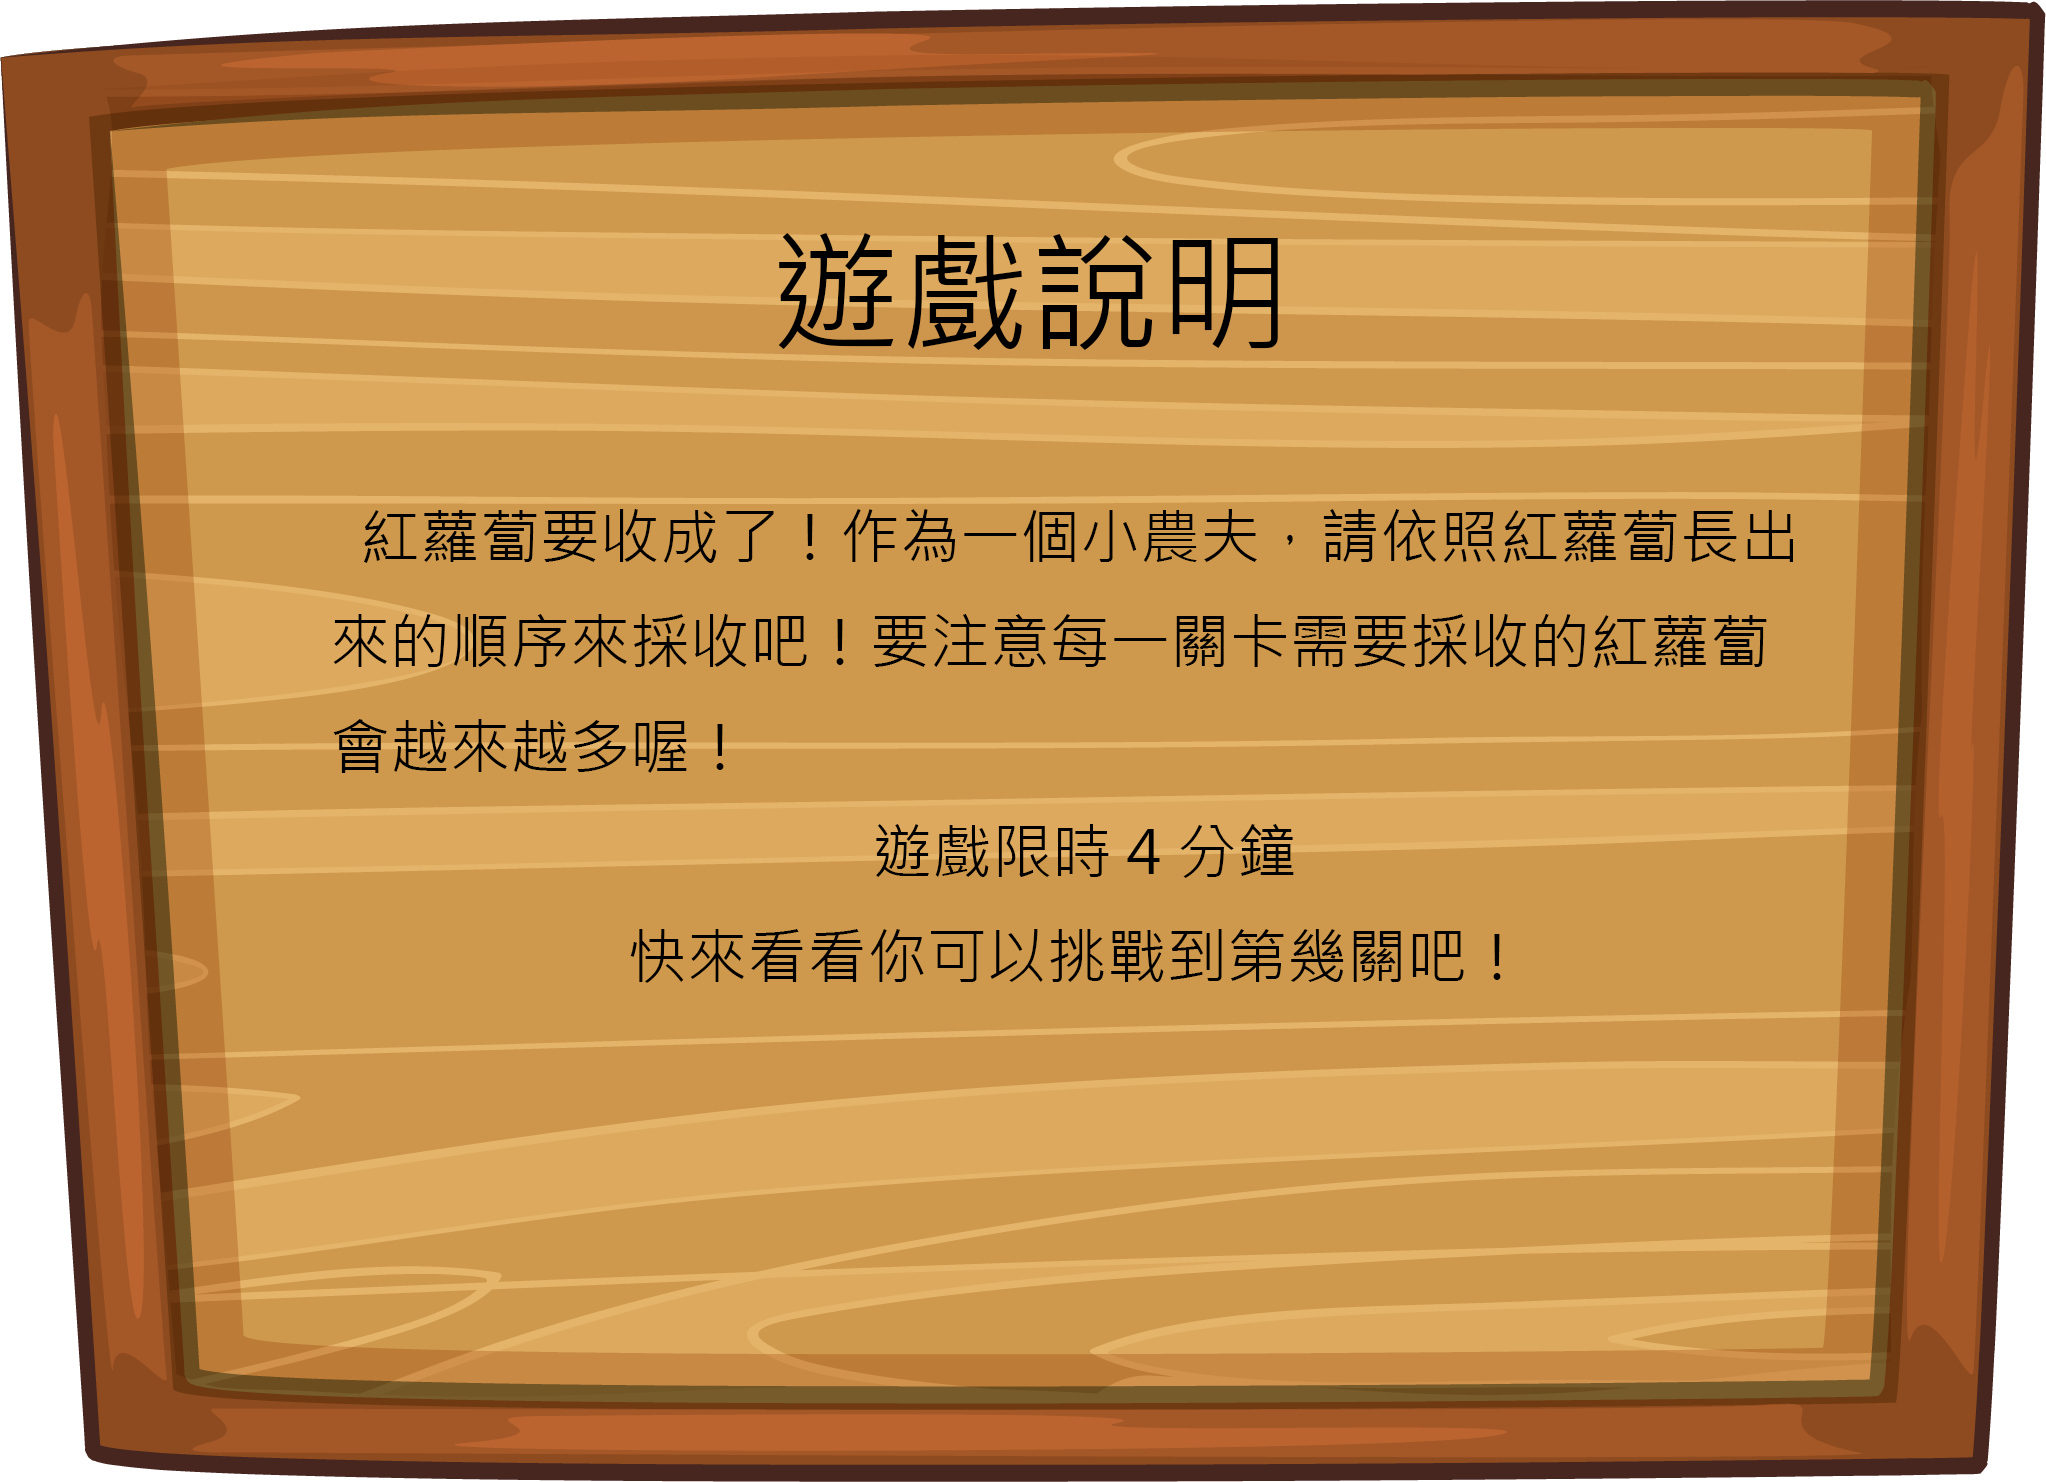 遊戲說明
紅蘿蔔要收成了！作為一個小農夫，請依照紅蘿蔔長出
來的順序來採收吧！要注意每一關卡需要採收的紅蘿蔔
會越來越多喔！
遊戲限時 4 分鐘
快來看看你可以挑戰到第幾關吧！